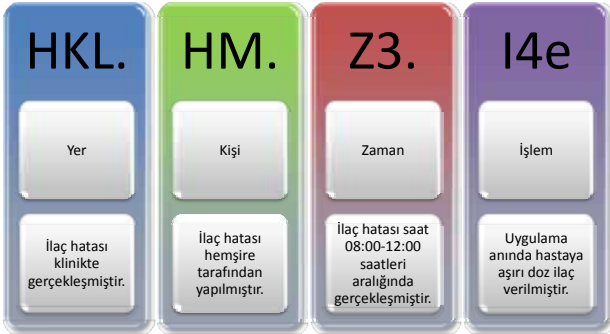 HKL.
Yer
İlaç hatası
klinikte
gerçekleşmiştir.
HM.
Kişi
İlaç hatası
hemşire
tarafından
yapılmıştır.
Z3.
Zaman
İlaç hatası saat
08:00-12:00
saatleri
aralığında
gerçekleşmiştir.
I4e
İşlem
Uygulama
anında hastaya
aşırı doz ilaç
verilmiştir.